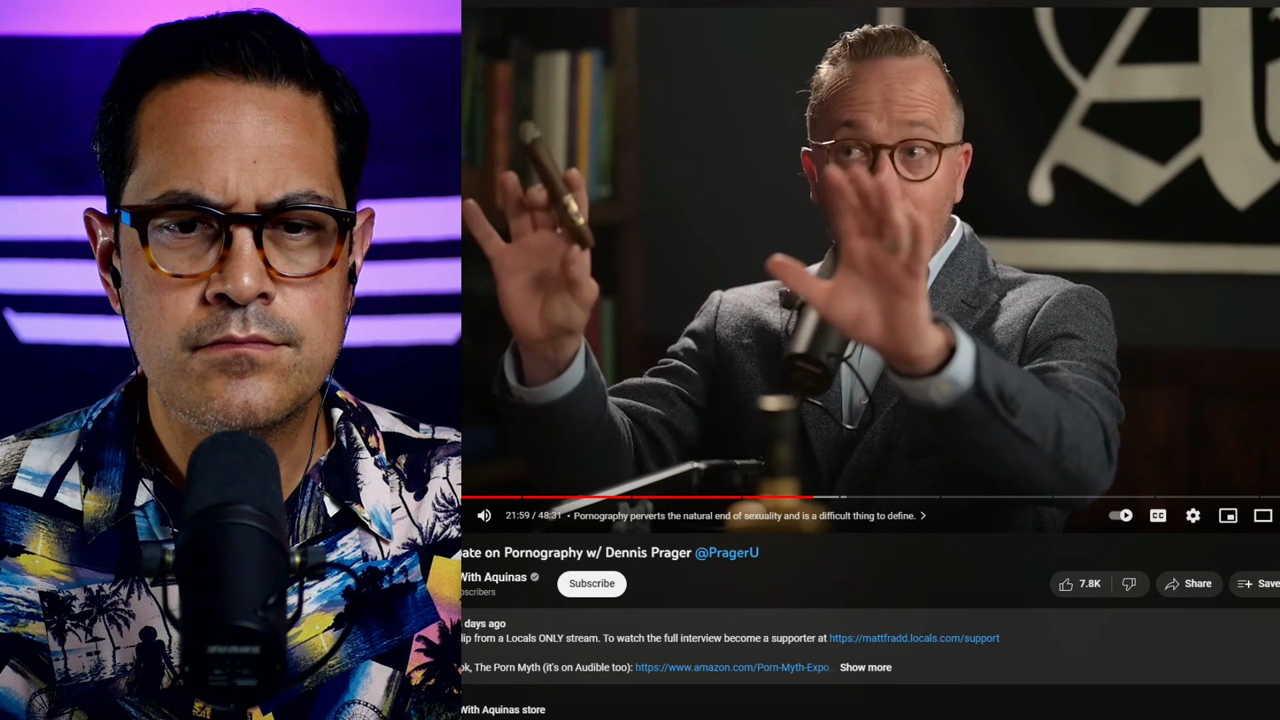 21:59 / 48:31 • Pornography perverts the natural end of sexuality and is a difficult thing to define.
CC
ate on Pornography w/ Dennis Prager @PragerU
With Aquinas
Subscribe
7.8K
Share
Save
bscribers
days ago
lip from a Locals ONLY stream. To watch the full interview become a supporter at https://mattfradd.locals.com/support
ok, The Porn Myth (it's on Audible too): https://www.amazon.com/Porn-Myth-Expo... Show more
With Aquinas store